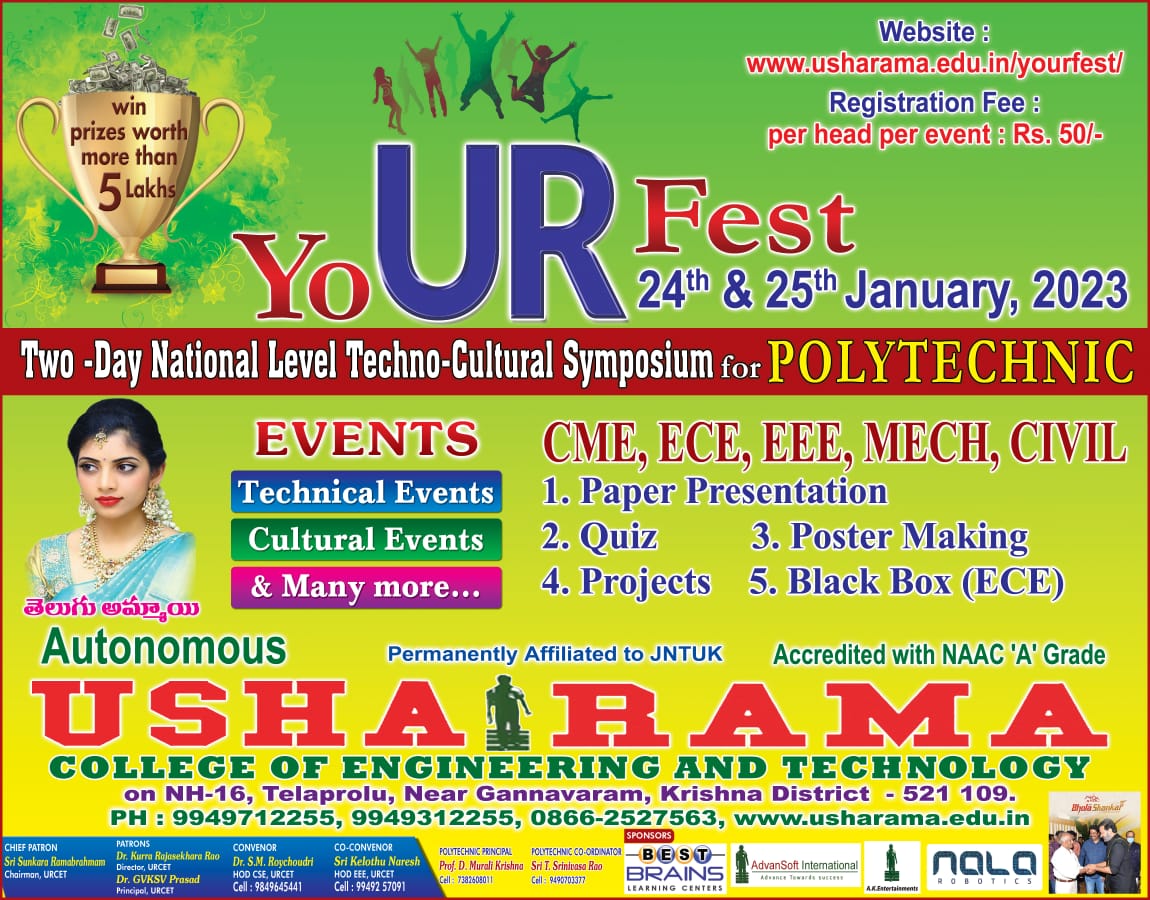 win
prizes worth
more than
5 Lakhs
Website :
www.usharama.edu.in/yourfest/
Registration Fee :
per head per event : Rs. 50/-
YoUR Fest
24th & 25th January, 2023
Two -Day National Level Techno-Cultural Symposium for POLYTECHNIC
తెలుగు అమ్మాయి
EVENTS
Technical Events
Cultural Events
& Many more...
CME, ECE, EEE, MECH, CIVIL
1. Paper Presentation
2. Quiz 3. Poster Making
4. Projects 5. Black Box (ECE)
Autonomous Permanently Affiliated to JNTUK Accredited with NAAC 'A' Grade
USHA RAMA
COLLEGE OF ENGINEERING AND TECHNOLOGY
on NH-16, Telaprolu, Near Gannavaram, Krishna District - 521 109.
PH : 9949712255, 9949312255, 0866-2527563, www.usharama.edu.in
CHIEF PATRON
Sri Sunkara Ramabrahmam
Chairman, URCET
PATRONS
Dr. Kurra Rajasekhara Rao
Director, URCET
Dr. GVKSV Prasad
Principal, URCET
CONVENOR
Dr. S.M. Roychoudri
HOD CSE, URCET
Cell : 9849645441
CO-CONVENOR
Sri Kelothu Naresh
HOD EEE, URCET
Cell : 99492 57091
POLYTECHNIC PRINCIPAL
Prof. D. Murali Krishna
Cell : 7382608011
POLYTECHNIC CO-ORDINATOR
Sri T. Srinivasa Rao
Cell : 9490703377
SPONSORS
BEST
BRAINS
LEARNING CENTERS
AdvanSoft International
Advance Towards success
A.K.Entertainments
NALA
ROBOTICS
Bhola Shankar